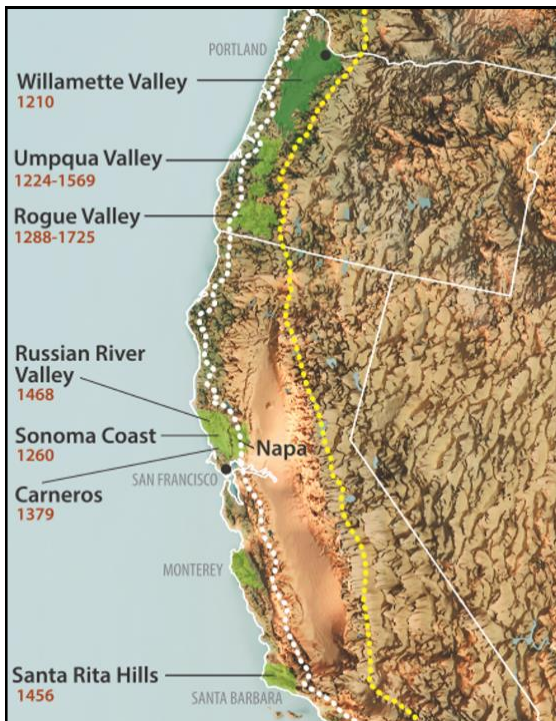 PORTLAND
Willamette Valley
1210
Umpqua Valley
1224-1569
Rogue Valley
1288-1725
Russian River
Valley
1468
Sonoma Coast
1260
Napa
SAN FRANCISCO
Carneros
1379
MONTEREY
Santa Rita Hills
1456
SANTA BARBARA